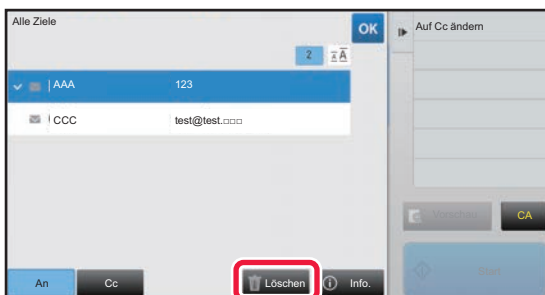 Alle Ziele
OK
Auf Cc ändern
2
AAA 123
CCC test@test.□□□
Vorschau
CA
An
Cc
Löschen
Info.
Start